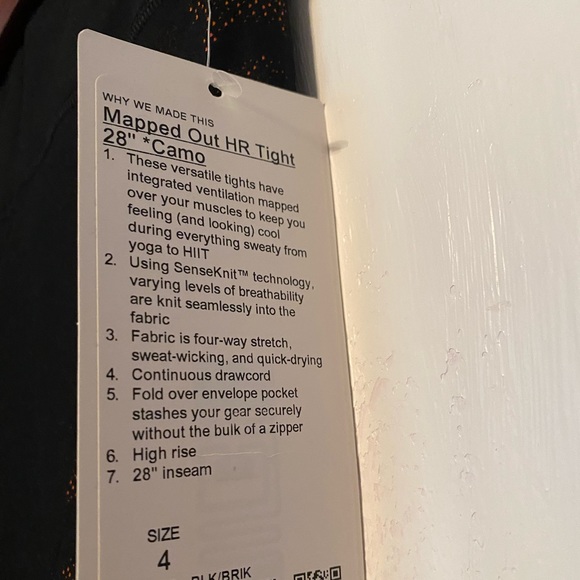 WHY WE MADE THIS
Mapped Out HR Tight
28" *Camo
1. These versatile tights have
integrated ventilation mapped
over your muscles to keep you
feeling (and looking) cool
during everything sweaty from
yoga to HIIT
2. Using SenseKnit™ technology,
varying levels of breathability
are knit seamlessly into the
fabric
3. Fabric is four-way stretch,
sweat-wicking, and quick-drying
4. Continuous drawcord
5. Fold over envelope pocket
stashes your gear securely
without the bulk of a zipper
6. High rise
7. 28" inseam
SIZE
4
BLK/BRIK